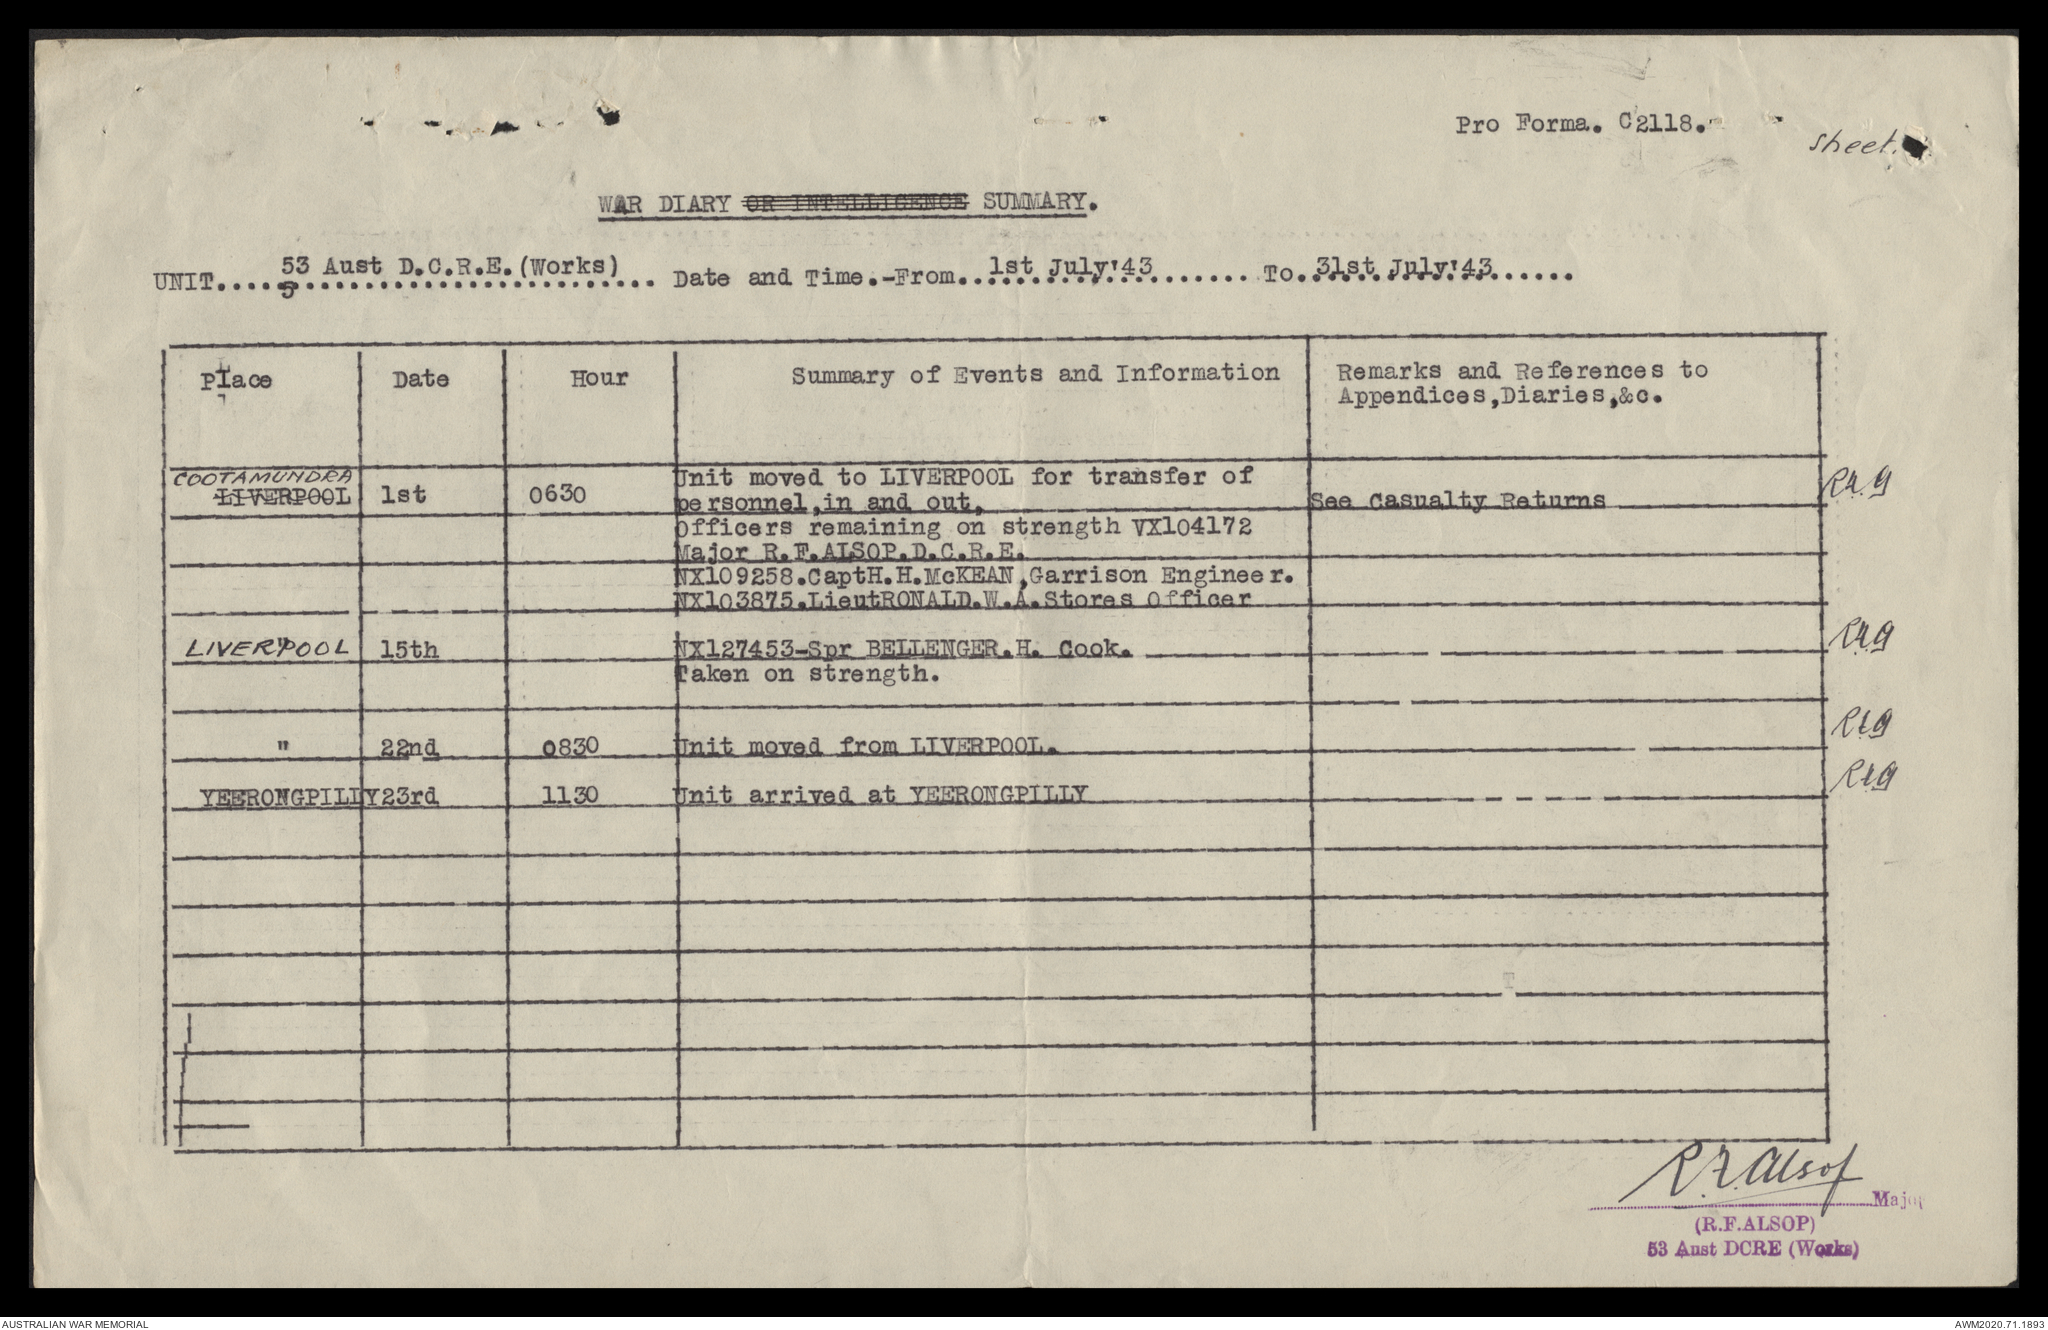 Pro Forma. C2118.
sheet.
WAR DIARY OR INTELLIGENCE SUMMARY.
UNIT.....53 Aust D.C.R.E.(Works)..... Date and Time.-From..1st July'43....... To..31st July'43......
Place Date Hour Summary of Events and Information Remarks and References to
Appendices,Diaries,&c.
COOTAMUNDRA
LIVERPOOL 1st 0630 Unit moved to LIVERPOOL for transfer of
personnel,in and out. See Casualty Returns
Officers remaining on strength VX104172
Major R.F.ALSOP.D.C.R.E.
NX109258.CaptH.H.McKEAN,Garrison Engineer.
NX103875.LieutRONALD.W.A.Stores Officer
LIVERPOOL 15th NX127453-Spr BELLENGER.H. Cook.
Taken on strength.
" 22nd 0830 Unit moved from LIVERPOOL.
YEERONGPILLY 23rd 1130 Unit arrived at YEERONGPILLY
R.F.Alsop
Major
(R.F.ALSOP)
53 Aust DCRE (Works)
AUSTRALIAN WAR MEMORIAL
AWM2020.71.1893